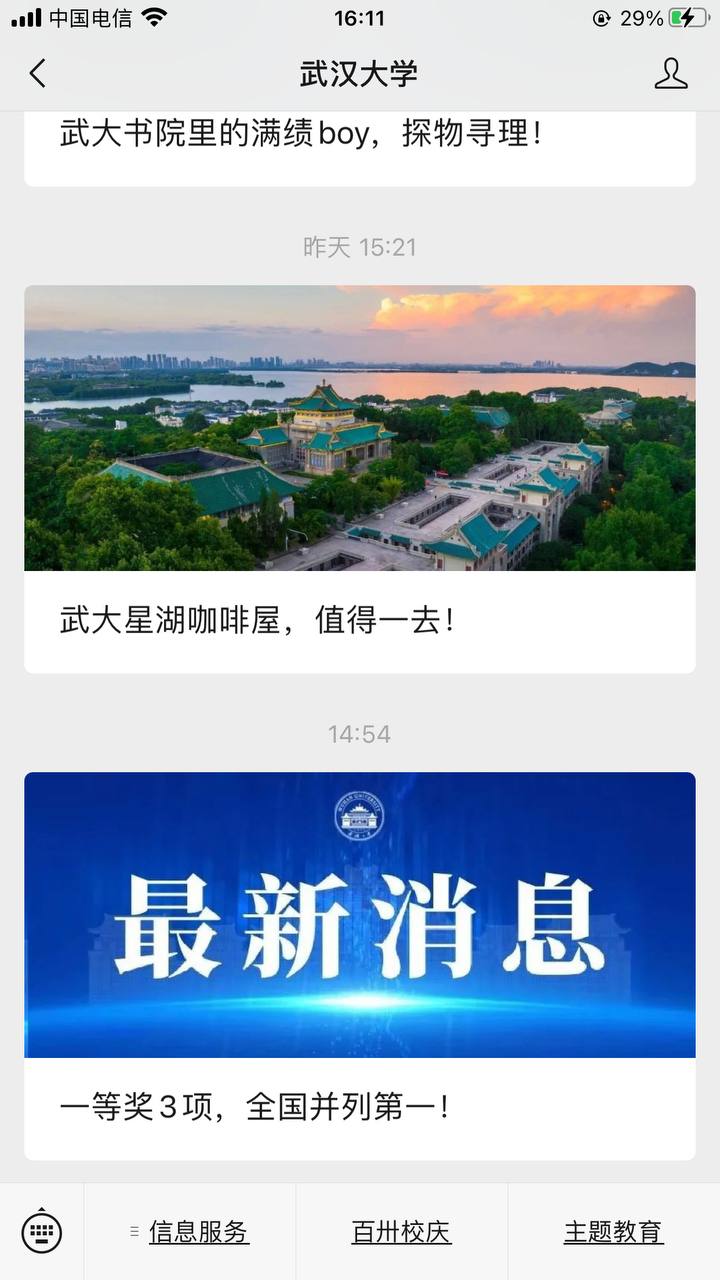 中国电信
16:11
29%
武汉大学
武大书院里的满绩boy，探物寻理！
昨天 15:21
武大星湖咖啡屋，值得一去！
14:54
WUHAN UNIVERSITY
最新消息
一等奖3项，全国并列第一！
信息服务
百卅校庆
主题教育